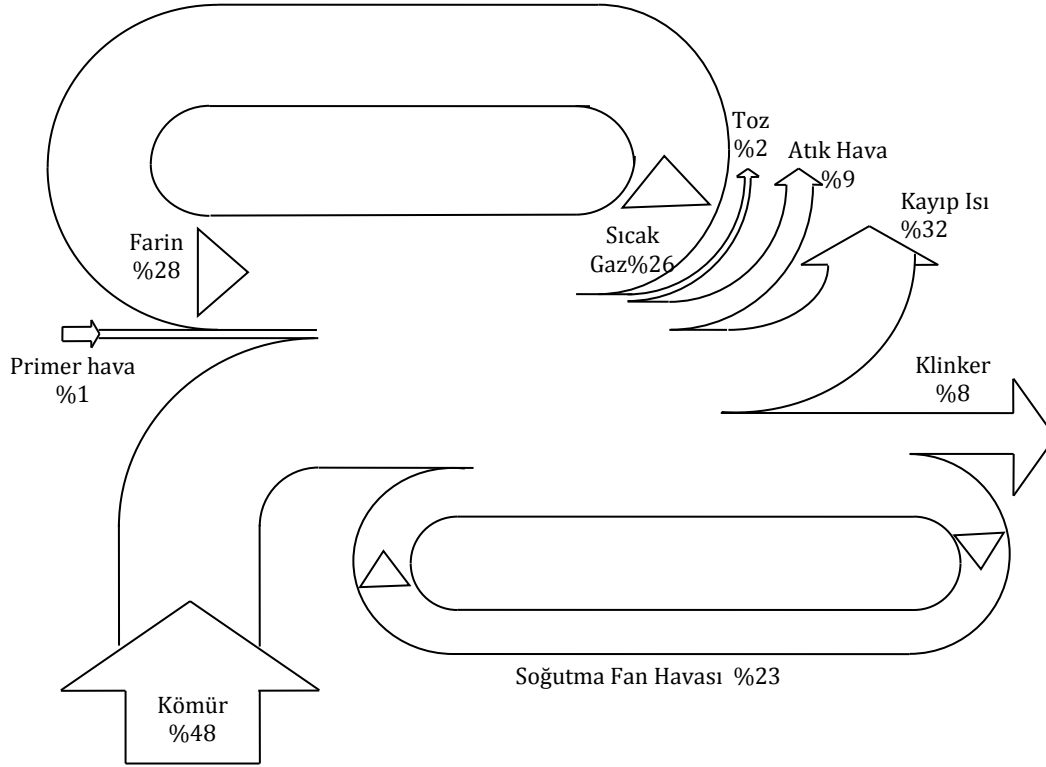 Toz
%2
Atık Hava
%9
Kayıp Isı
%32
Farin
%28
Sıcak
Gaz%26
Primer hava
%1
Klinker
%8
Soğutma Fan Havası %23
Kömür
%48